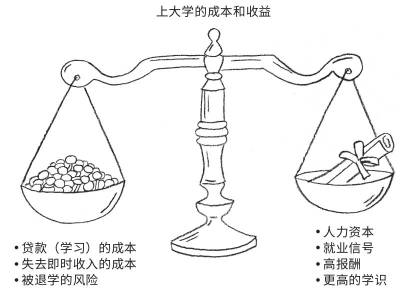 上大学的成本和收益
• 贷款（学习）的成本
• 失去即时收入的成本
• 被退学的风险
• 人力资本
• 就业信号
• 高报酬
• 更高的学识